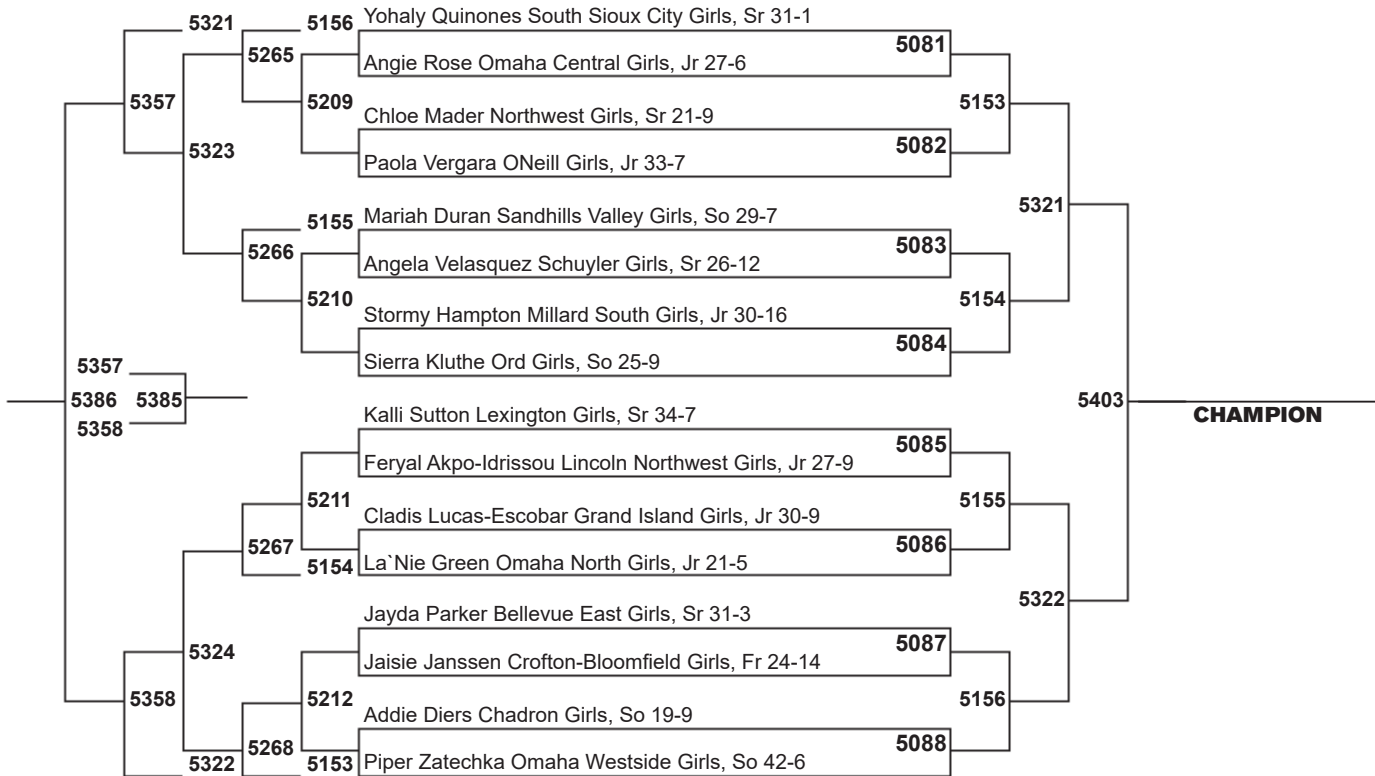 5321 5156 Yohaly Quinones South Sioux City Girls, Sr 31-1
5081
5265
Angie Rose Omaha Central Girls, Jr 27-6
5357 5209 5153
Chloe Mader Northwest Girls, Sr 21-9
5082
5323
Paola Vergara ONeill Girls, Jr 33-7
5321
5155 Mariah Duran Sandhills Valley Girls, So 29-7
5083
5266
Angela Velasquez Schuyler Girls, Sr 26-12
5210 5154
Stormy Hampton Millard South Girls, Jr 30-16
5084
Sierra Kluthe Ord Girls, So 25-9
5357
5386 5385 5403
CHAMPION
5358
Kalli Sutton Lexington Girls, Sr 34-7
5085
Feryal Akpo-Idrissou Lincoln Northwest Girls, Jr 27-9
5211 5155
Cladis Lucas-Escobar Grand Island Girls, Jr 30-9
5086
5267
5154 La`Nie Green Omaha North Girls, Jr 21-5
5322
Jayda Parker Bellevue East Girls, Sr 31-3
5087
5324
Jaisie Janssen Crofton-Bloomfield Girls, Fr 24-14
5358 5212 5156
Addie Diers Chadron Girls, So 19-9
5088
5268
5322 5153 Piper Zatechka Omaha Westside Girls, So 42-6